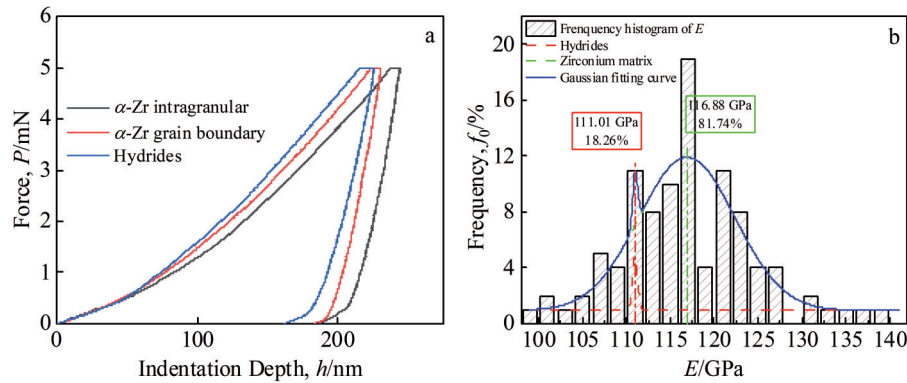 a
6
5
4
3
2
1
0
Force, P/mN
α-Zr intragranular
α-Zr grain boundary
Hydrides
0
100
200
Indentation Depth, h/nm
b
20
16
12
8
4
0
Frequency, f0/%
Frenquency histogram of E
Hydrides
Zirconium matrix
Gaussian fitting curve
111.01 GPa
18.26%
116.88 GPa
81.74%
100 105 110 115 120 125 130 135 140
E/GPa